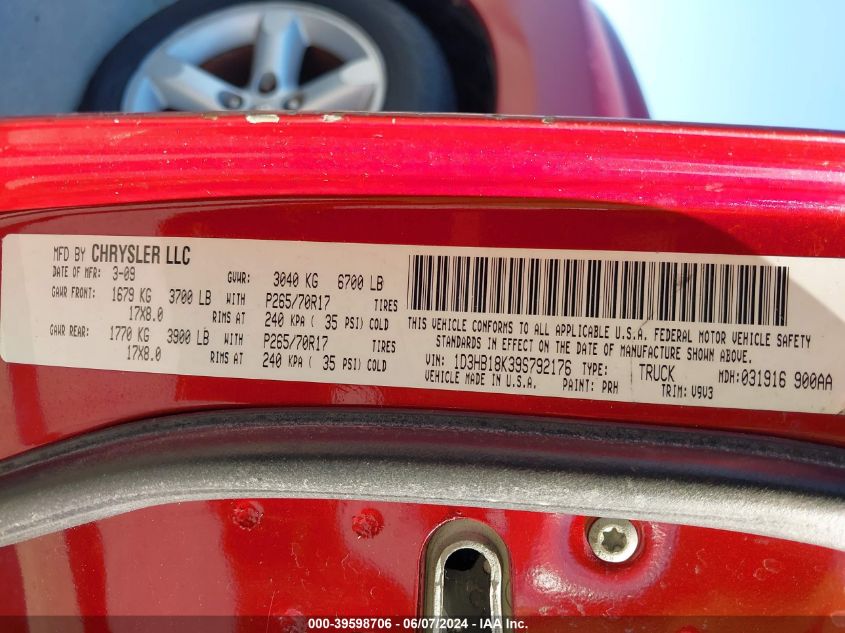 MFD BY CHRYSLER LLC
DATE OF MFR: 3-09 GVWR: 3040 KG 6700 LB
GAWR FRONT: 1679 KG 3700 LB WITH P265/70R17 TIRES
17X8.0 RIMS AT 240 KPA ( 35 PSI) COLD
GAWR REAR: 1770 KG 3900 LB WITH P265/70R17 TIRES
17X8.0 RIMS AT 240 KPA ( 35 PSI) COLD
THIS VEHICLE CONFORMS TO ALL APPLICABLE U.S.A. FEDERAL MOTOR VEHICLE SAFETY
STANDARDS IN EFFECT ON THE DATE OF MANUFACTURE SHOWN ABOVE.
VIN: 1D3HB18K39S792176 TYPE: TRUCK MDH: 031916 900AA
VEHICLE MADE IN U.S.A. PAINT: PRH TRIM: V9V3
000-39598706 - 06/07/2024 - IAA Inc.